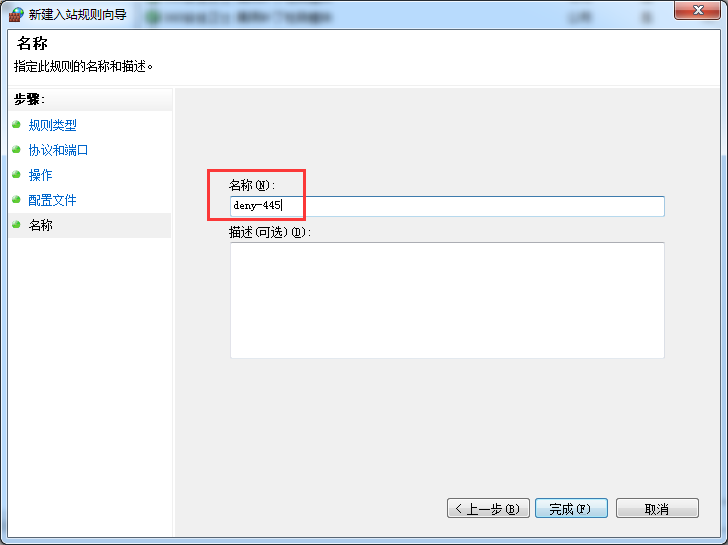 新建入站规则向导
名称
指定此规则的名称和描述。
步骤:
规则类型
协议和端口
操作
配置文件
名称
名称(N):
deny-445
描述(可选)(D):
< 上一步(B)
完成(F)
取消